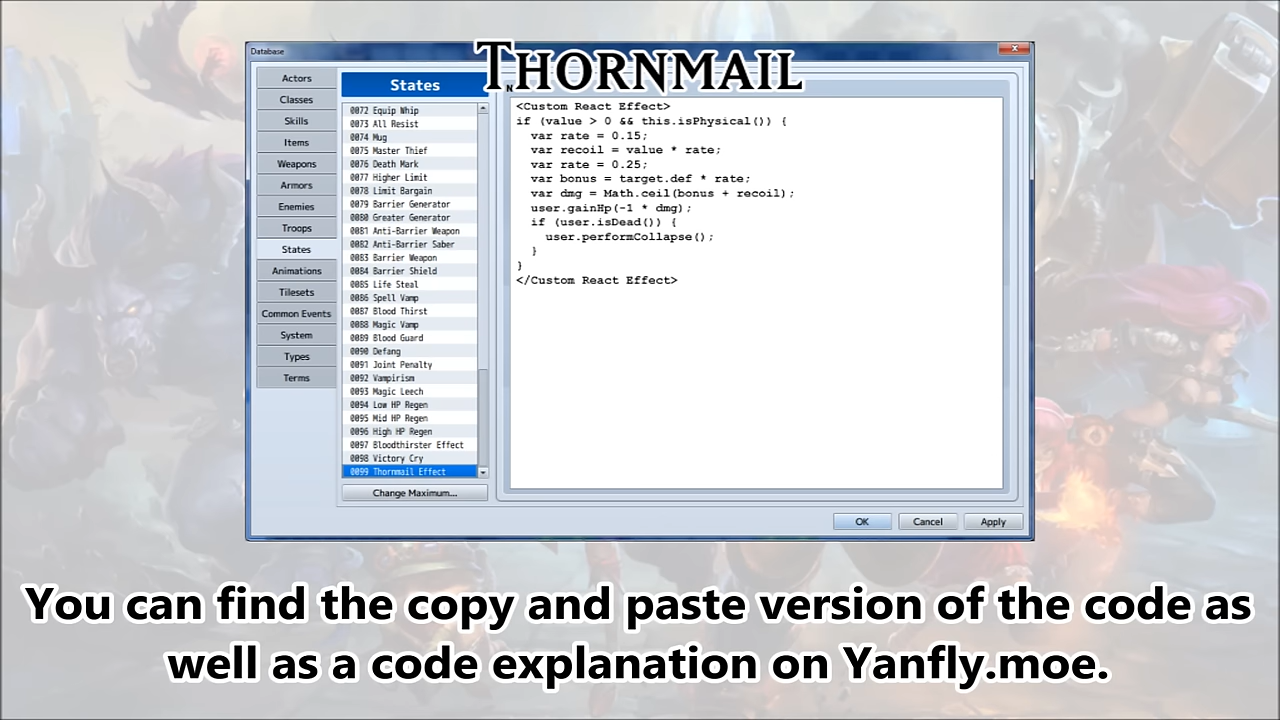 THORNMAIL
Database
Actors
Classes
Skills
Items
Weapons
Armors
Enemies
Troops
States
Animations
Tilesets
Common Events
System
Types
Terms
States
0072 Equip Whip
0073 All Resist
0074 Mug
0075 Master Thief
0076 Death Mark
0077 Higher Limit
0078 Limit Bargain
0079 Barrier Generator
0080 Greater Generator
0081 Anti-Barrier Weapon
0082 Anti-Barrier Saber
0083 Barrier Weapon
0084 Barrier Shield
0085 Life Steal
0086 Spell Vamp
0087 Blood Thirst
0088 Magic Vamp
0089 Blood Guard
0090 Defang
0091 Joint Penalty
0092 Vampirism
0093 Magic Leech
0094 Low HP Regen
0095 Mid HP Regen
0096 High HP Regen
0097 Bloodthirster Effect
0098 Victory Cry
0099 Thornmail Effect
Change Maximum...
<Custom React Effect>
if (value > 0 && this.isPhysical()) {
  var rate = 0.15;
  var recoil = value * rate;
  var rate = 0.25;
  var bonus = target.def * rate;
  var dmg = Math.ceil(bonus + recoil);
  user.gainHp(-1 * dmg);
  if (user.isDead()) {
    user.performCollapse();
  }
}
</Custom React Effect>
OK
Cancel
Apply
You can find the copy and paste version of the code as
well as a code explanation on Yanfly.moe.